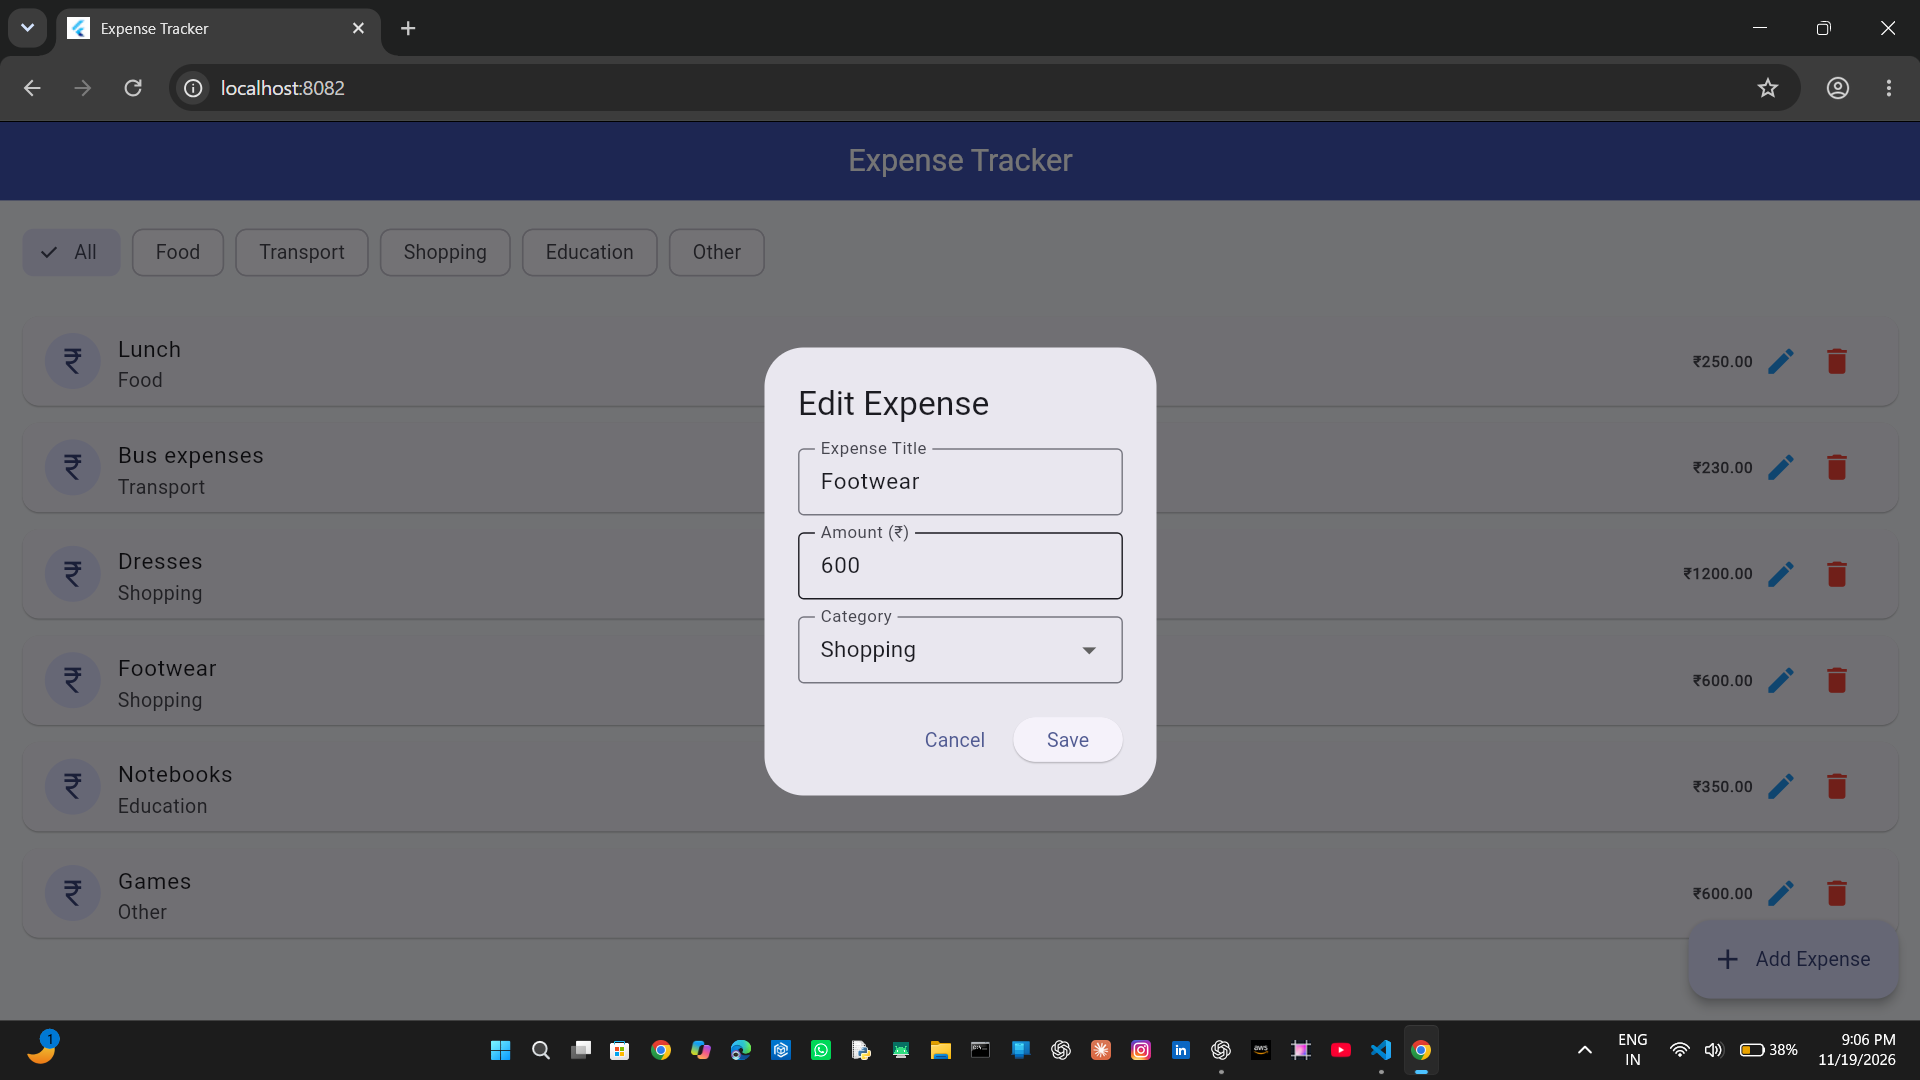 Expense Tracker
localhost:8082
Expense Tracker
All Food Transport Shopping Education Other
Lunch
Food
₹250.00
Bus expenses
Transport
₹230.00
Dresses
Shopping
₹1200.00
Footwear
Shopping
₹600.00
Notebooks
Education
₹350.00
Games
Other
₹600.00
Edit Expense
Expense Title
Footwear
Amount (₹)
600
Category
Shopping
Cancel Save
Add Expense
1
aws
in
ENG
IN
38%
9:06 PM
11/19/2026